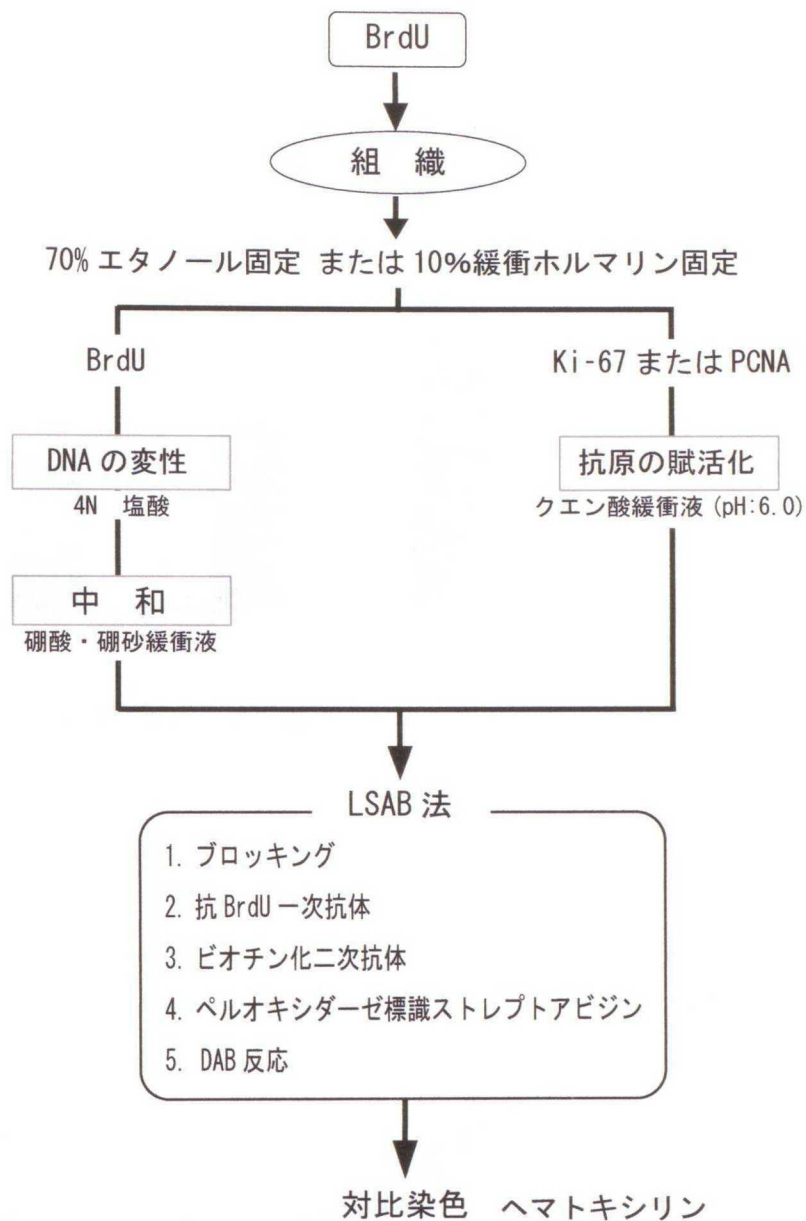 BrdU
組 織
70% エタノール固定 または 10%緩衝ホルマリン固定
BrdU
Ki-67 または PCNA
DNA の変性
4N 塩酸
抗原の賦活化
クエン酸緩衝液 (pH:6.0)
中 和
硼酸・硼砂緩衝液
LSAB 法
1. ブロッキング
2. 抗 BrdU 一次抗体
3. ビオチン化二次抗体
4. ペルオキシダーゼ標識ストレプトアビジン
5. DAB 反応
対比染色 ヘマトキシリン